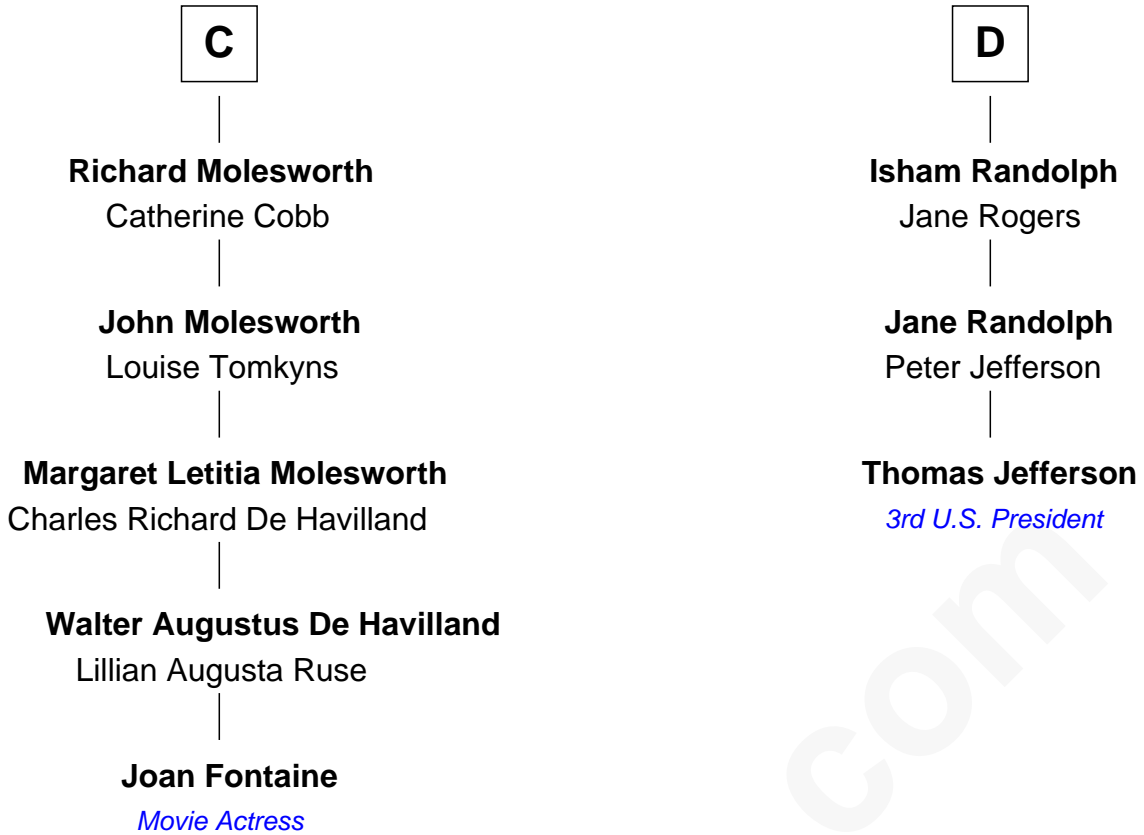 C
Richard Molesworth
Catherine Cobb
John Molesworth
Louise Tomkyns
Margaret Letitia Molesworth
Charles Richard De Havilland
Walter Augustus De Havilland
Lillian Augusta Ruse
Joan Fontaine
Movie Actress
D
Isham Randolph
Jane Rogers
Jane Randolph
Peter Jefferson
Thomas Jefferson
3rd U.S. President
com